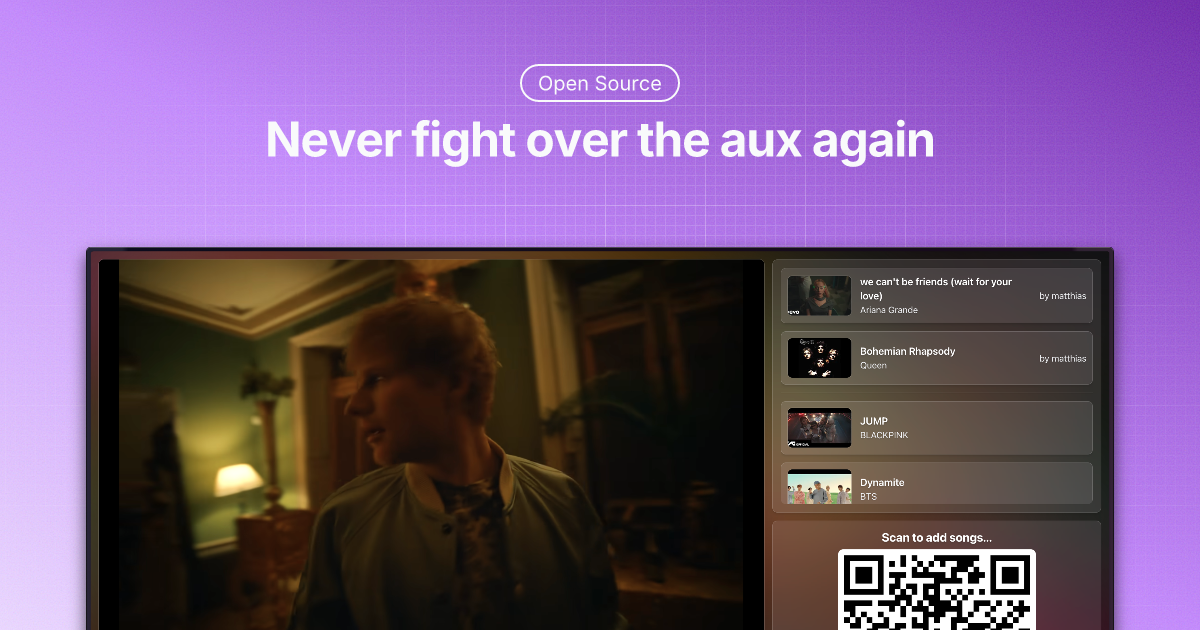 Open Source
Never fight over the aux again
we can't be friends (wait for your
love)
Ariana Grande
by matthias
Bohemian Rhapsody
Queen
by matthias
JUMP
BLACKPINK
Dynamite
BTS
Scan to add songs...